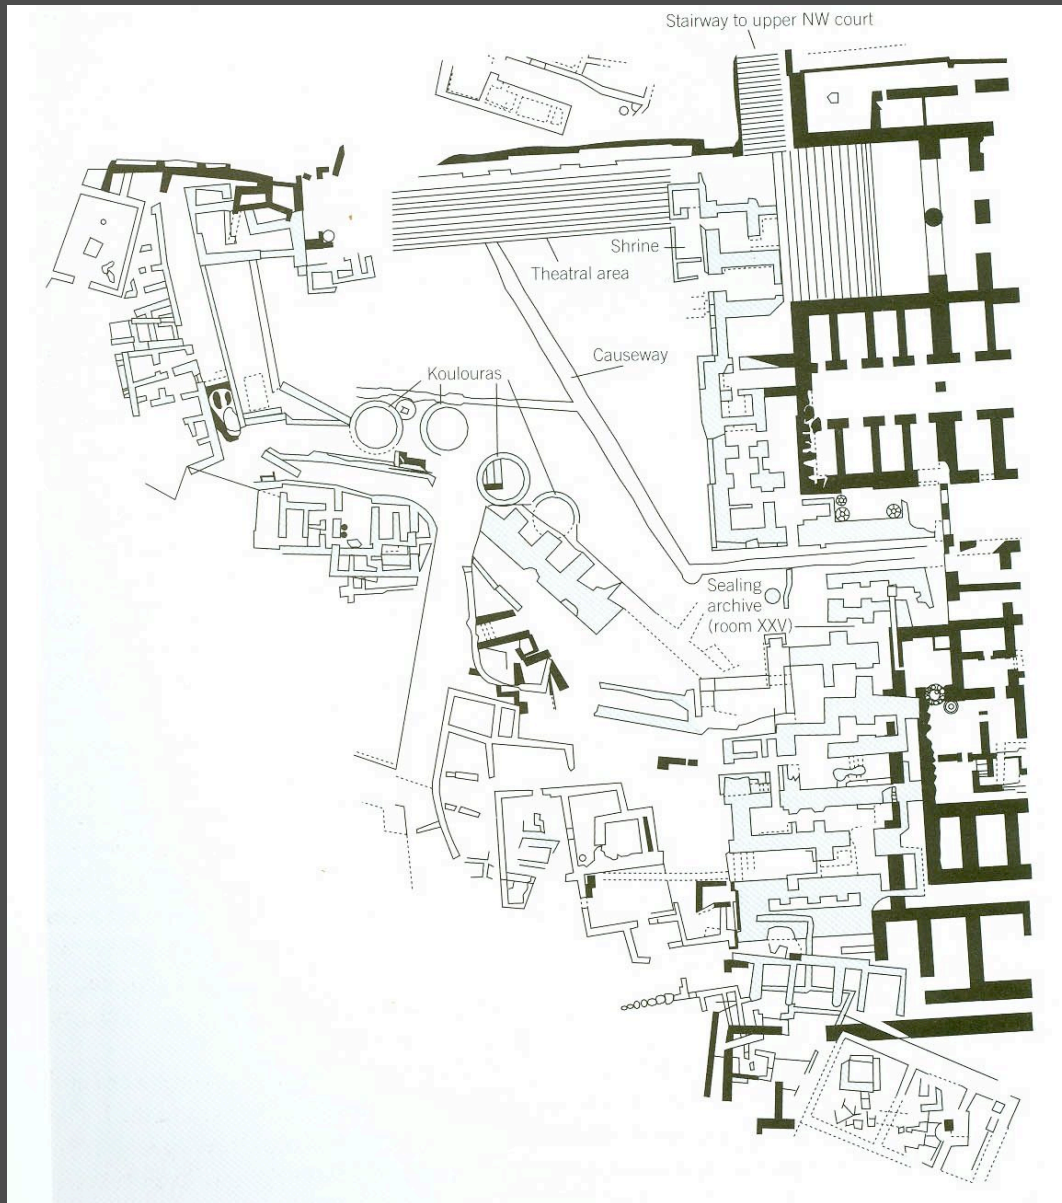 Stairway to upper NW court
Shrine
Theatral area
Causeway
Koulouras
Sealing
archive
(room XXV)